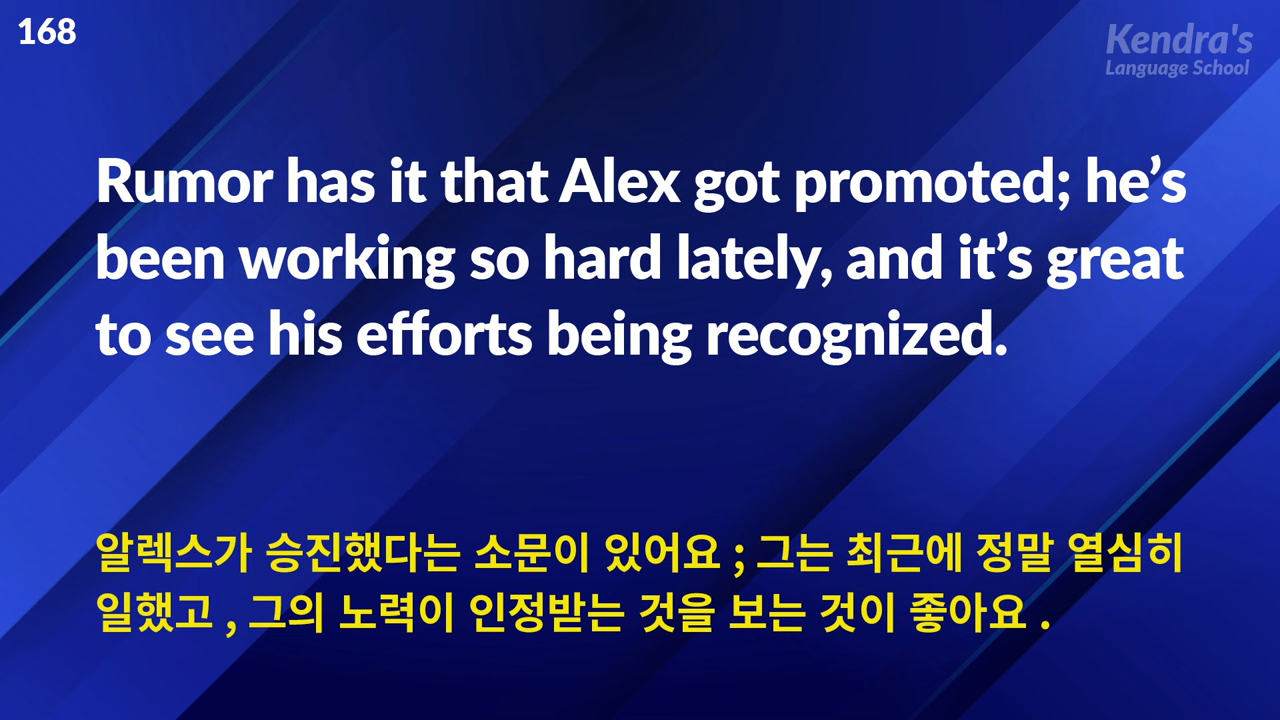 168
Kendra's
Language School
Rumor has it that Alex got promoted; he’s
been working so hard lately, and it’s great
to see his efforts being recognized.
알렉스가 승진했다는 소문이 있어요 ; 그는 최근에 정말 열심히
일했고 , 그의 노력이 인정받는 것을 보는 것이 좋아요 .